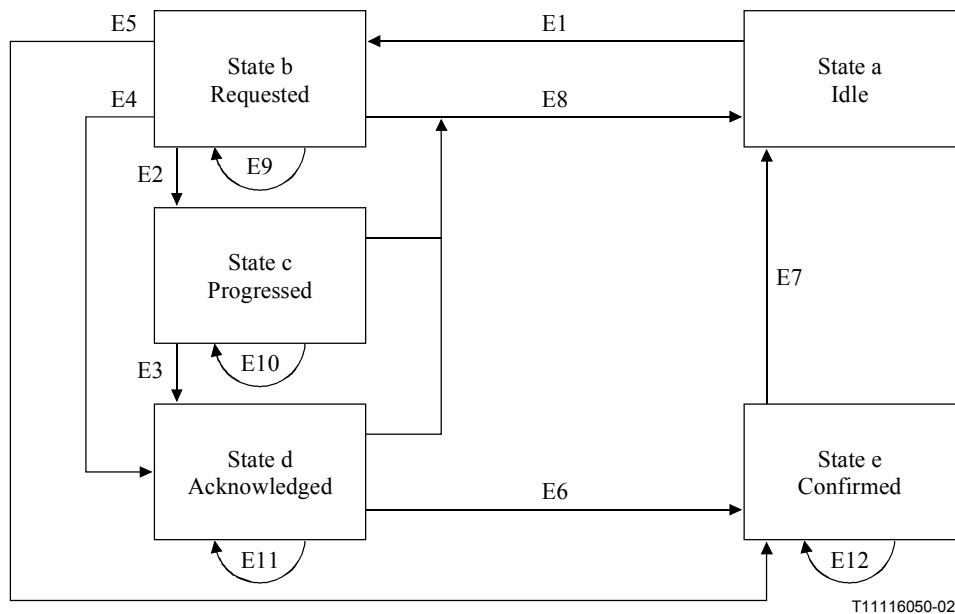 E5
E1
State b
Requested
State a
Idle
E4
E8
E2
E9
State c
Progressed
E7
E3
E10
State d
Acknowledged
State e
Confirmed
E6
E11
E12
T11116050-02